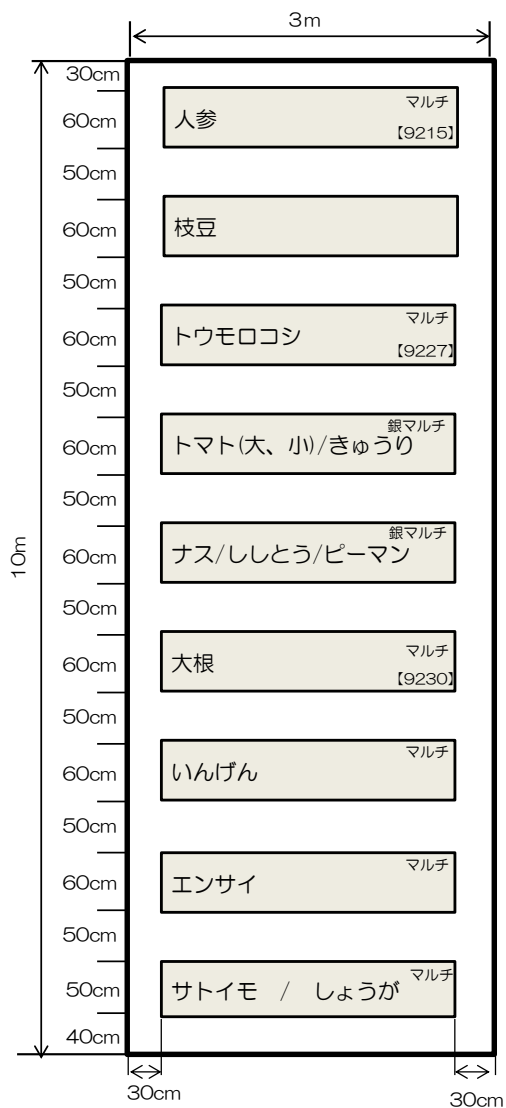 3m
30cm
60cm
人参
マルチ
【9215】
50cm
60cm
枝豆
50cm
60cm
トウモロコシ
マルチ
【9227】
50cm
60cm
銀マルチ
トマト(大、小)/きゅうり
50cm
60cm
銀マルチ
ナス/ししとう/ピーマン
10m
50cm
60cm
大根
マルチ
【9230】
50cm
60cm
マルチ
いんげん
50cm
60cm
マルチ
エンサイ
50cm
50cm
マルチ
サトイモ / しょうが
40cm
30cm
30cm